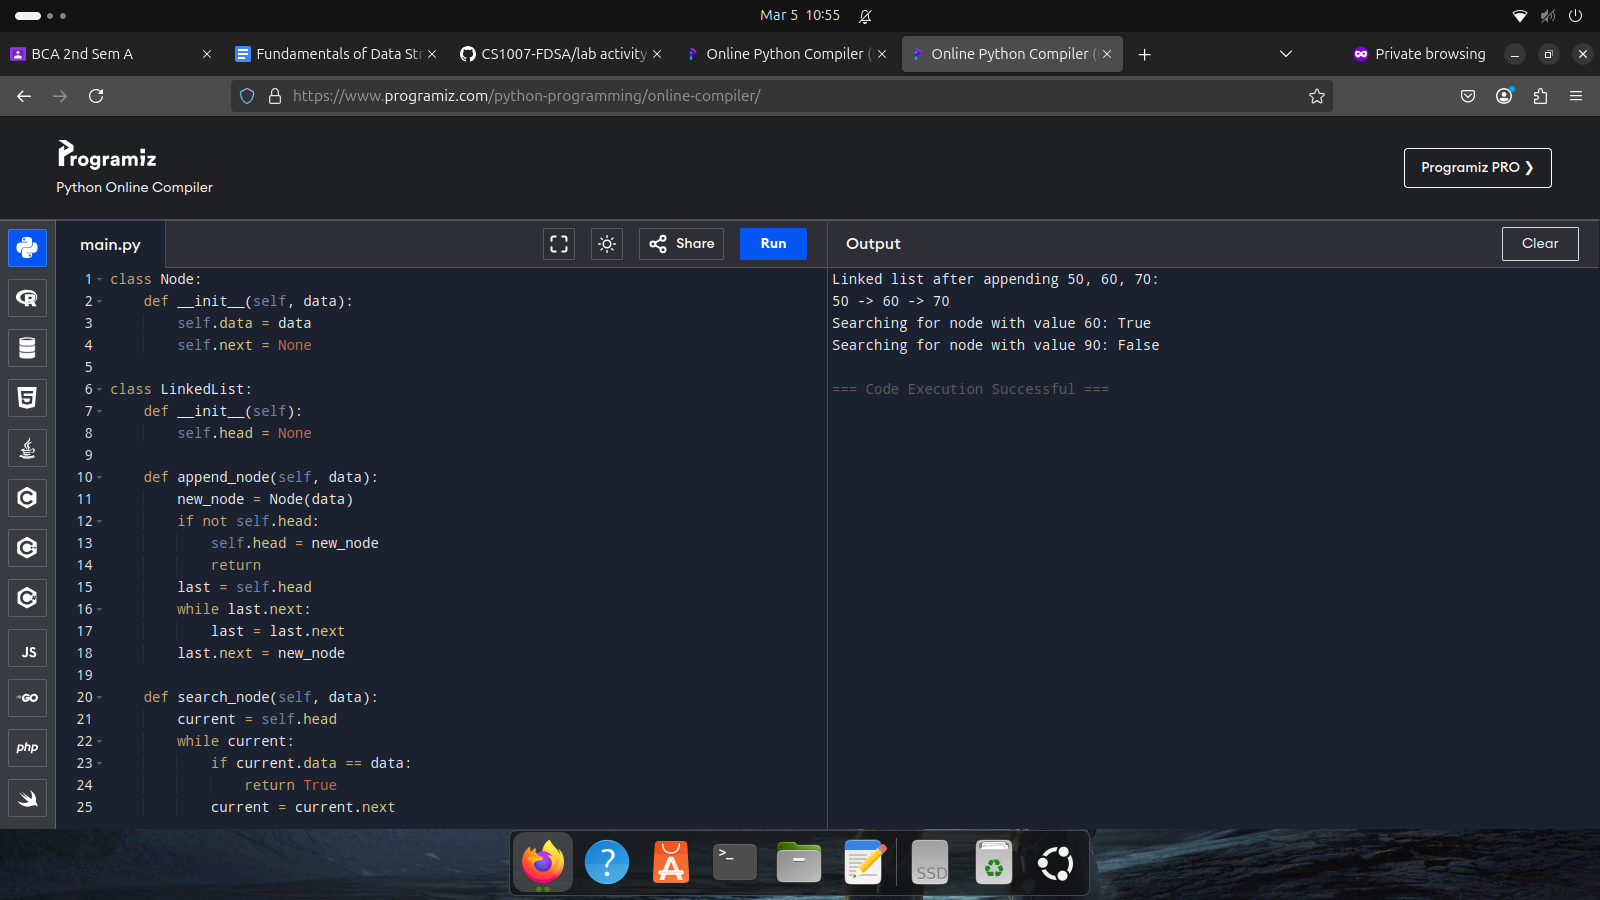 Mar 5 10:55
BCA 2nd Sem A
Fundamentals of Data Str
CS1007-FDSA/lab activity
Online Python Compiler (
Online Python Compiler (
Private browsing
https://www.programiz.com/python-programming/online-compiler/
Programiz
Python Online Compiler
Programiz PRO ❯
main.py
Share
Run
Output
Clear
1 class Node:
2 def __init__(self, data):
3 self.data = data
4 self.next = None
5
6 class LinkedList:
7 def __init__(self):
8 self.head = None
9
10 def append_node(self, data):
11 new_node = Node(data)
12 if not self.head:
13 self.head = new_node
14 return
15 last = self.head
16 while last.next:
17 last = last.next
18 last.next = new_node
19
20 def search_node(self, data):
21 current = self.head
22 while current:
23 if current.data == data:
24 return True
25 current = current.next
Linked list after appending 50, 60, 70:
50 -> 60 -> 70
Searching for node with value 60: True
Searching for node with value 90: False
=== Code Execution Successful ===
R
5
C
C
C
JS
GO
php
>_
?
A
SSD